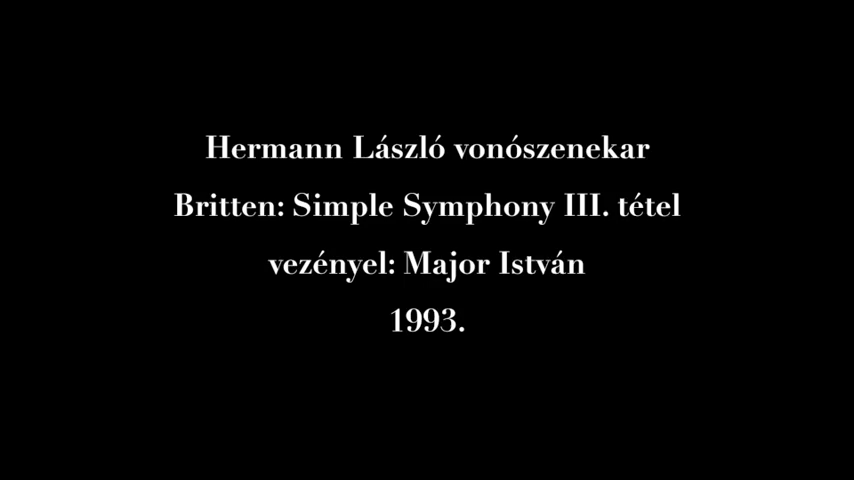 Hermann László vonószenekar
Britten: Simple Symphony III. tétel
vezényel: Major István
1993.